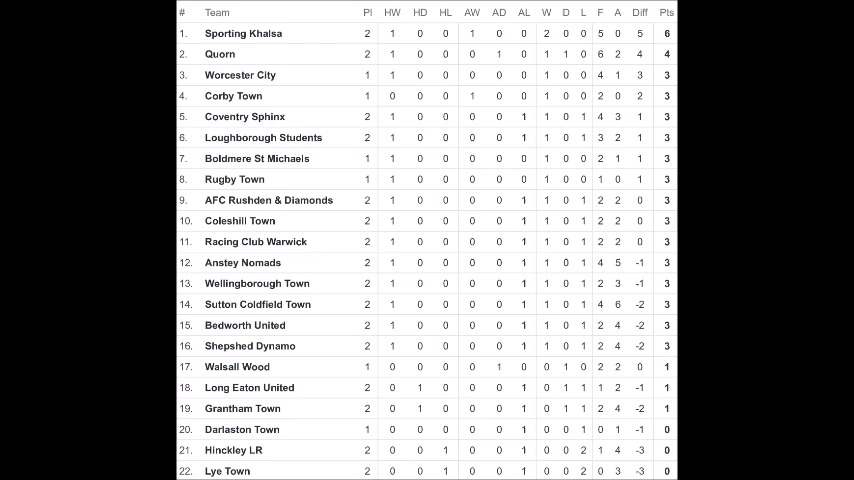 # Team Pl HW HD HL AW AD AL W D L F A Diff Pts
1. Sporting Khalsa 2 1 0 0 1 0 0 2 0 0 5 0 5 6
2. Quorn 2 1 0 0 0 1 0 1 1 0 6 2 4 4
3. Worcester City 1 1 0 0 0 0 0 1 0 0 4 1 3 3
4. Corby Town 1 0 0 0 1 0 0 1 0 0 2 0 2 3
5. Coventry Sphinx 2 1 0 0 0 0 1 1 0 1 4 3 1 3
6. Loughborough Students 2 1 0 0 0 0 1 1 0 1 3 2 1 3
7. Boldmere St Michaels 1 1 0 0 0 0 0 1 0 0 2 1 1 3
8. Rugby Town 1 1 0 0 0 0 0 1 0 0 1 0 1 3
9. AFC Rushden & Diamonds 2 1 0 0 0 0 1 1 0 1 2 2 0 3
10. Coleshill Town 2 1 0 0 0 0 1 1 0 1 2 2 0 3
11. Racing Club Warwick 2 1 0 0 0 0 1 1 0 1 2 2 0 3
12. Anstey Nomads 2 1 0 0 0 0 1 1 0 1 4 5 -1 3
13. Wellingborough Town 2 1 0 0 0 0 1 1 0 1 2 3 -1 3
14. Sutton Coldfield Town 2 1 0 0 0 0 1 1 0 1 4 6 -2 3
15. Bedworth United 2 1 0 0 0 0 1 1 0 1 2 4 -2 3
16. Shepshed Dynamo 2 1 0 0 0 0 1 1 0 1 2 4 -2 3
17. Walsall Wood 1 0 0 0 0 1 0 0 1 0 2 2 0 1
18. Long Eaton United 2 0 1 0 0 0 1 0 1 1 1 2 -1 1
19. Grantham Town 2 0 1 0 0 0 1 0 1 1 2 4 -2 1
20. Darlaston Town 1 0 0 0 0 0 1 0 0 1 0 1 -1 0
21. Hinckley LR 2 0 0 1 0 0 1 0 0 2 1 4 -3 0
22. Lye Town 2 0 0 1 0 0 1 0 0 2 0 3 -3 0